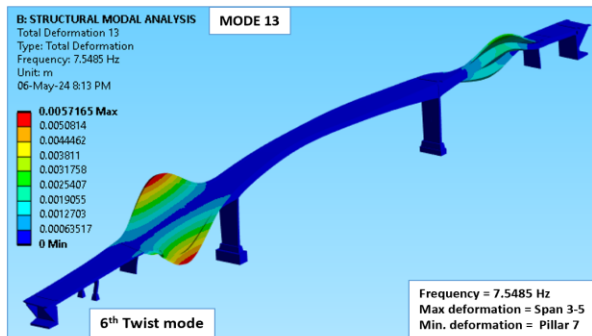 B: STRUCTURAL MODAL ANALYSIS
MODE 13
Total Deformation 13
Type: Total Deformation
Frequency: 7.5485 Hz
Unit: m
06-May-24 8:13 PM
0.0057165 Max
0.0050814
0.0044462
0.003811
0.0031758
0.0025407
0.0019055
0.0012703
0.00063517
0 Min
6th Twist mode
Frequency = 7.5485 Hz
Max deformation = Span 3-5
Min. deformation = Pillar 7